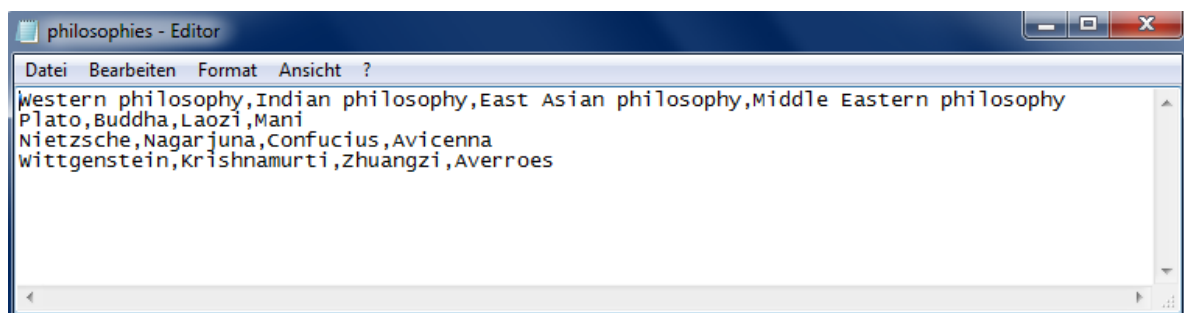 philosophies - Editor
Datei Bearbeiten Format Ansicht ?
Western philosophy,Indian philosophy,East Asian philosophy,Middle Eastern philosophy
Plato,Buddha,Laozi,Mani
Nietzsche,Nagarjuna,Confucius,Avicenna
Wittgenstein,Krishnamurti,Zhuangzi,Averroes